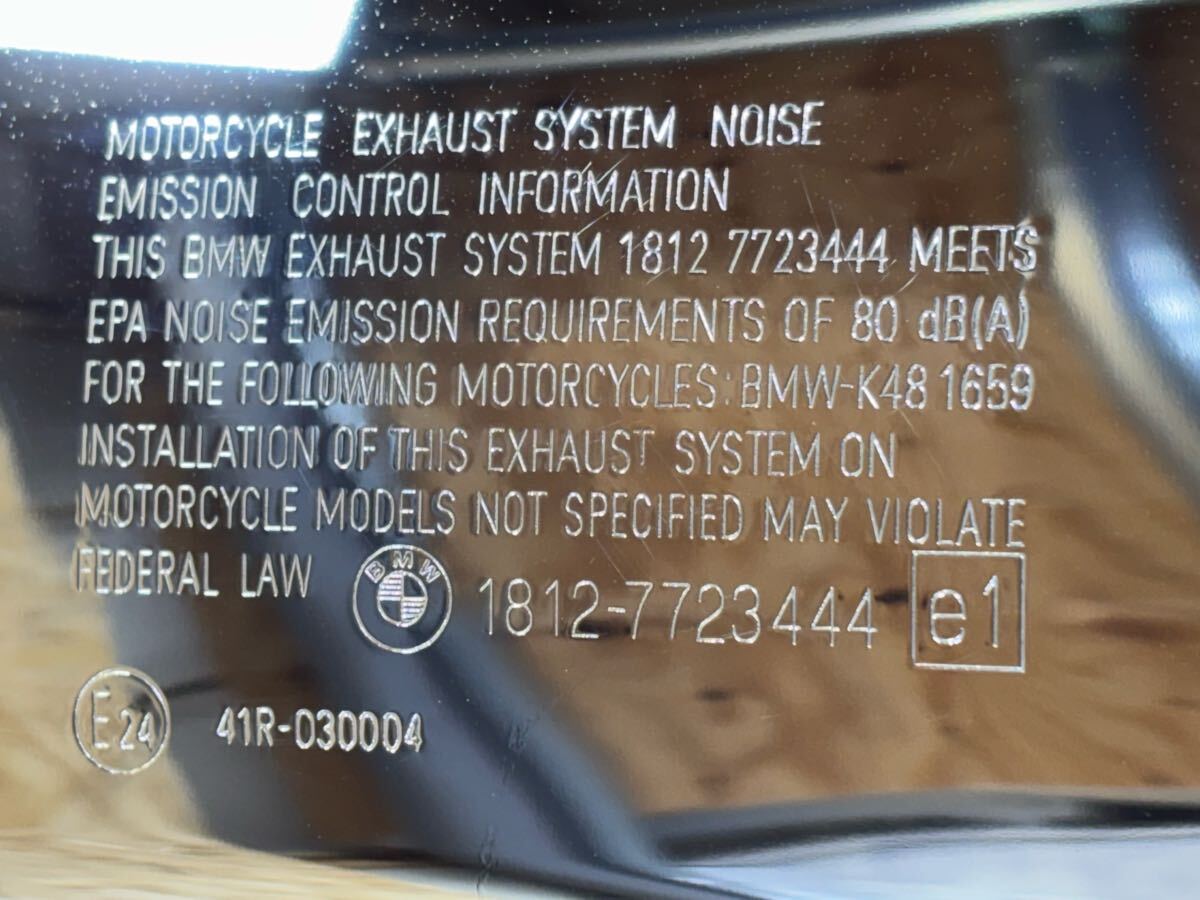 MOTORCYCLE EXHAUST SYSTEM NOISE
EMISSION CONTROL INFORMATION
THIS BMW EXHAUST SYSTEM 1812 7723444 MEETS
EPA NOISE EMISSION REQUIREMENTS OF 80 dB(A)
FOR THE FOLLOWING MOTORCYCLES: BMW-K48 1659
INSTALLATION OF THIS EXHAUST SYSTEM ON
MOTORCYCLE MODELS NOT SPECIFIED MAY VIOLATE
FEDERAL LAW BMW 1812-7723444 e1
E24 41R-030004